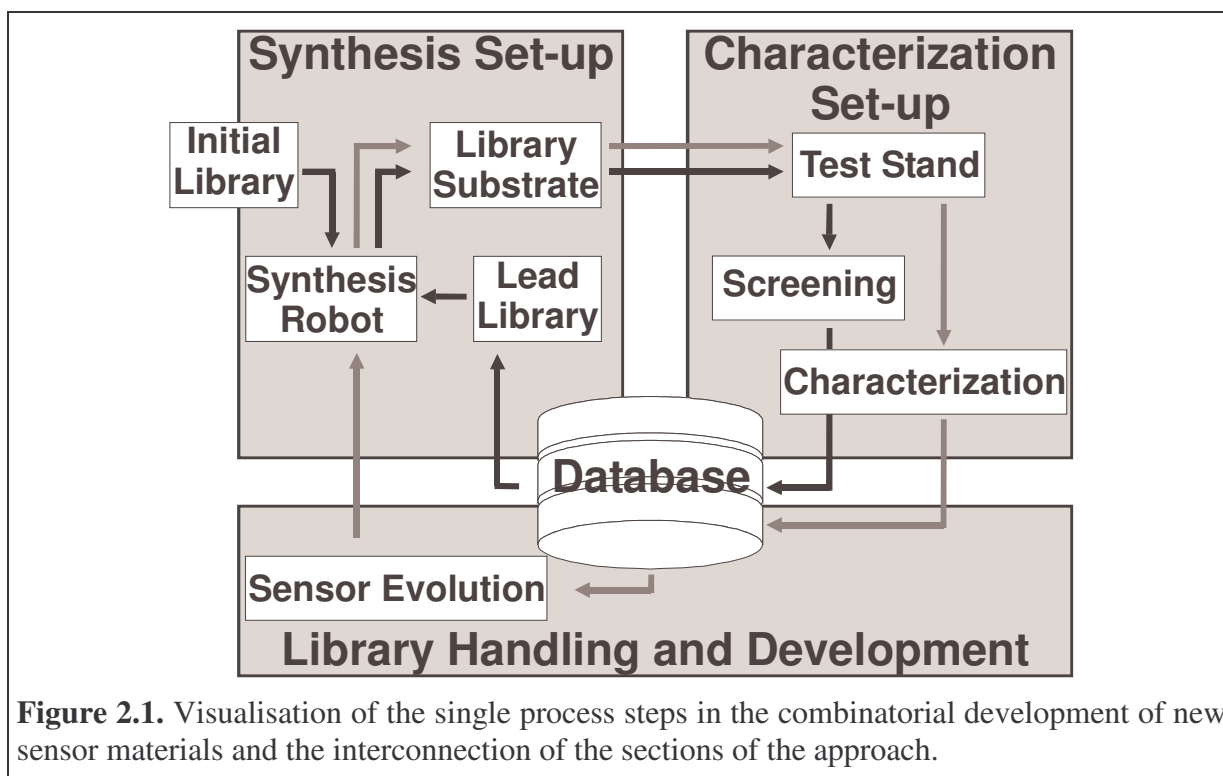 Synthesis Set-up
Characterization
Set-up
Initial
Library
Library
Substrate
Test Stand
Synthesis
Robot
Lead
Library
Screening
Characterization
Database
Sensor Evolution
Library Handling and Development
Figure 2.1. Visualisation of the single process steps in the combinatorial development of new
sensor materials and the interconnection of the sections of the approach.